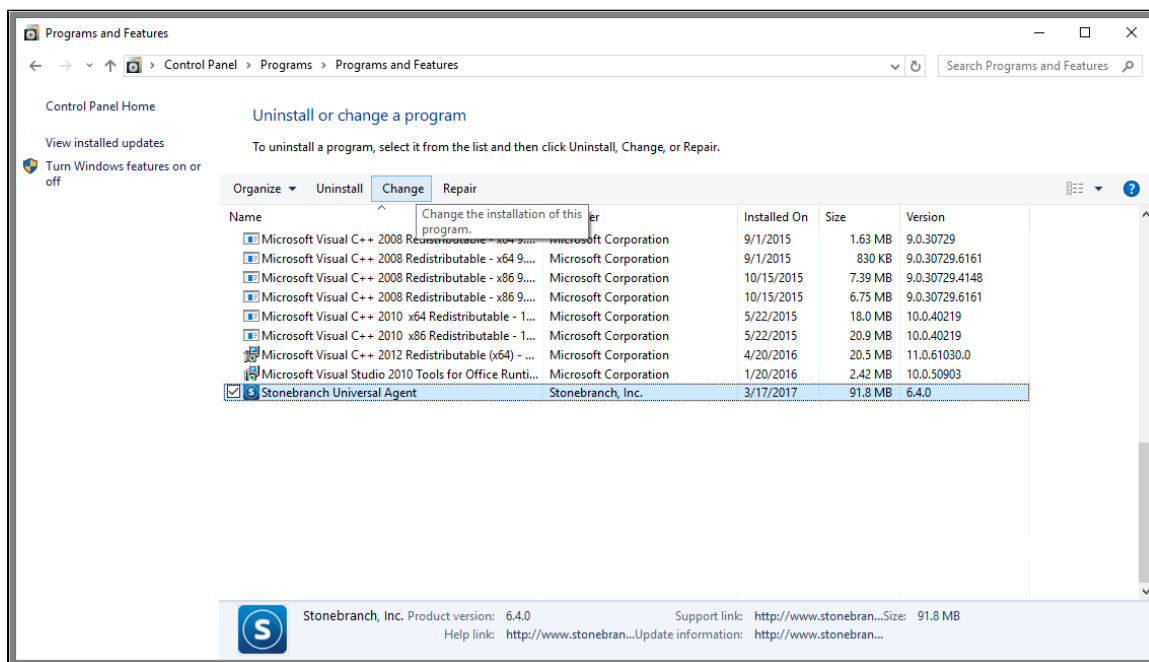 Programs and Features
Control Panel > Programs > Programs and Features
Search Programs and Features
Control Panel Home
View installed updates
Turn Windows features on or
off
Uninstall or change a program
To uninstall a program, select it from the list and then click Uninstall, Change, or Repair.
Organize Uninstall Change Repair
Change the installation of this
program.
Name er Installed On Size Version
Microsoft Visual C++ 2008 Redistributable - x64 9.... Microsoft Corporation 9/1/2015 1.63 MB 9.0.30729
Microsoft Visual C++ 2008 Redistributable - x64 9.... Microsoft Corporation 9/1/2015 830 KB 9.0.30729.6161
Microsoft Visual C++ 2008 Redistributable - x86 9.... Microsoft Corporation 10/15/2015 7.39 MB 9.0.30729.4148
Microsoft Visual C++ 2008 Redistributable - x86 9.... Microsoft Corporation 10/15/2015 6.75 MB 9.0.30729.6161
Microsoft Visual C++ 2010 x64 Redistributable - 1... Microsoft Corporation 5/22/2015 18.0 MB 10.0.40219
Microsoft Visual C++ 2010 x86 Redistributable - 1... Microsoft Corporation 5/22/2015 20.9 MB 10.0.40219
Microsoft Visual C++ 2012 Redistributable (x64) - ... Microsoft Corporation 4/20/2016 20.5 MB 11.0.61030.0
Microsoft Visual Studio 2010 Tools for Office Runti... Microsoft Corporation 1/20/2016 2.42 MB 10.0.50903
Stonebranch Universal Agent Stonebranch, Inc. 3/17/2017 91.8 MB 6.4.0
Stonebranch, Inc. Product version: 6.4.0 Support link: http://www.stonebran... Size: 91.8 MB
Help link: http://www.stonebran... Update information: http://www.stonebran...